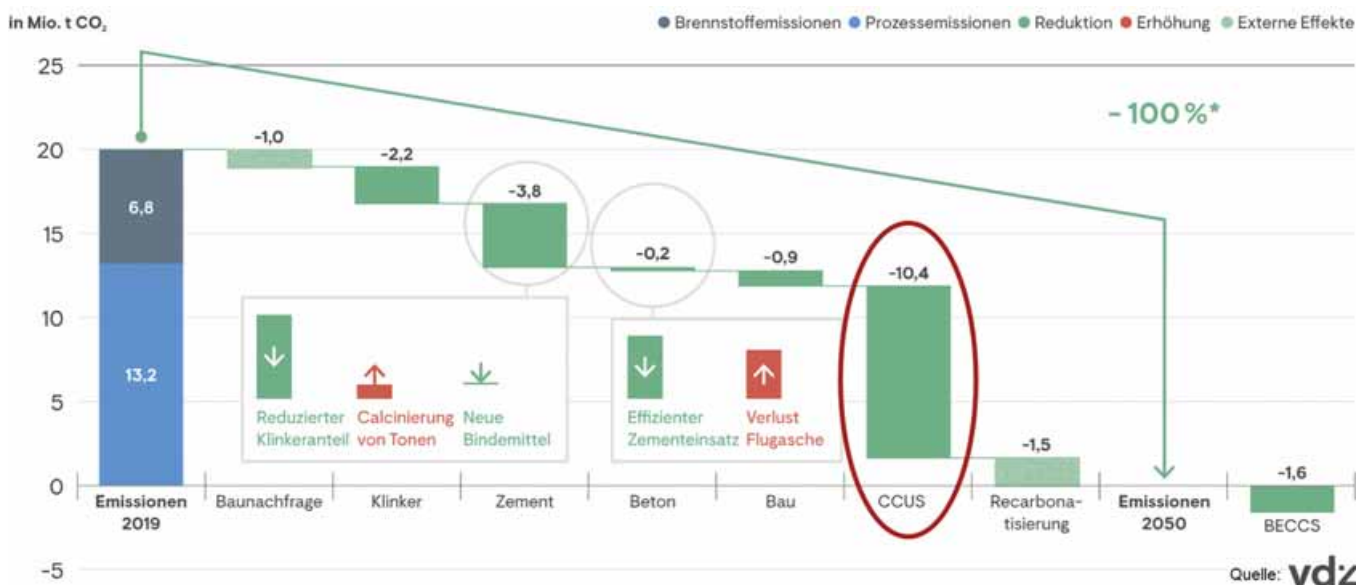 in Mio. t CO₂
Brennstoffemissionen Prozessemissionen Reduktion Erhöhung Externe Effekte
25
20
15
10
5
0
-5
- 100 %*
6,8
13,2
-1,0
-2,2
-3,8
-0,2
-0,9
-10,4
-1,5
-1,6
Reduzierter
Klinkeranteil
Calcinierung
von Tonen
Neue
Bindemittel
Effizienter
Zementeinsatz
Verlust
Flugasche
Emissionen
2019
Baunachfrage
Klinker
Zement
Beton
Bau
CCUS
Recarbona-
tisierung
Emissionen
2050
BECCS
Quelle: vdz